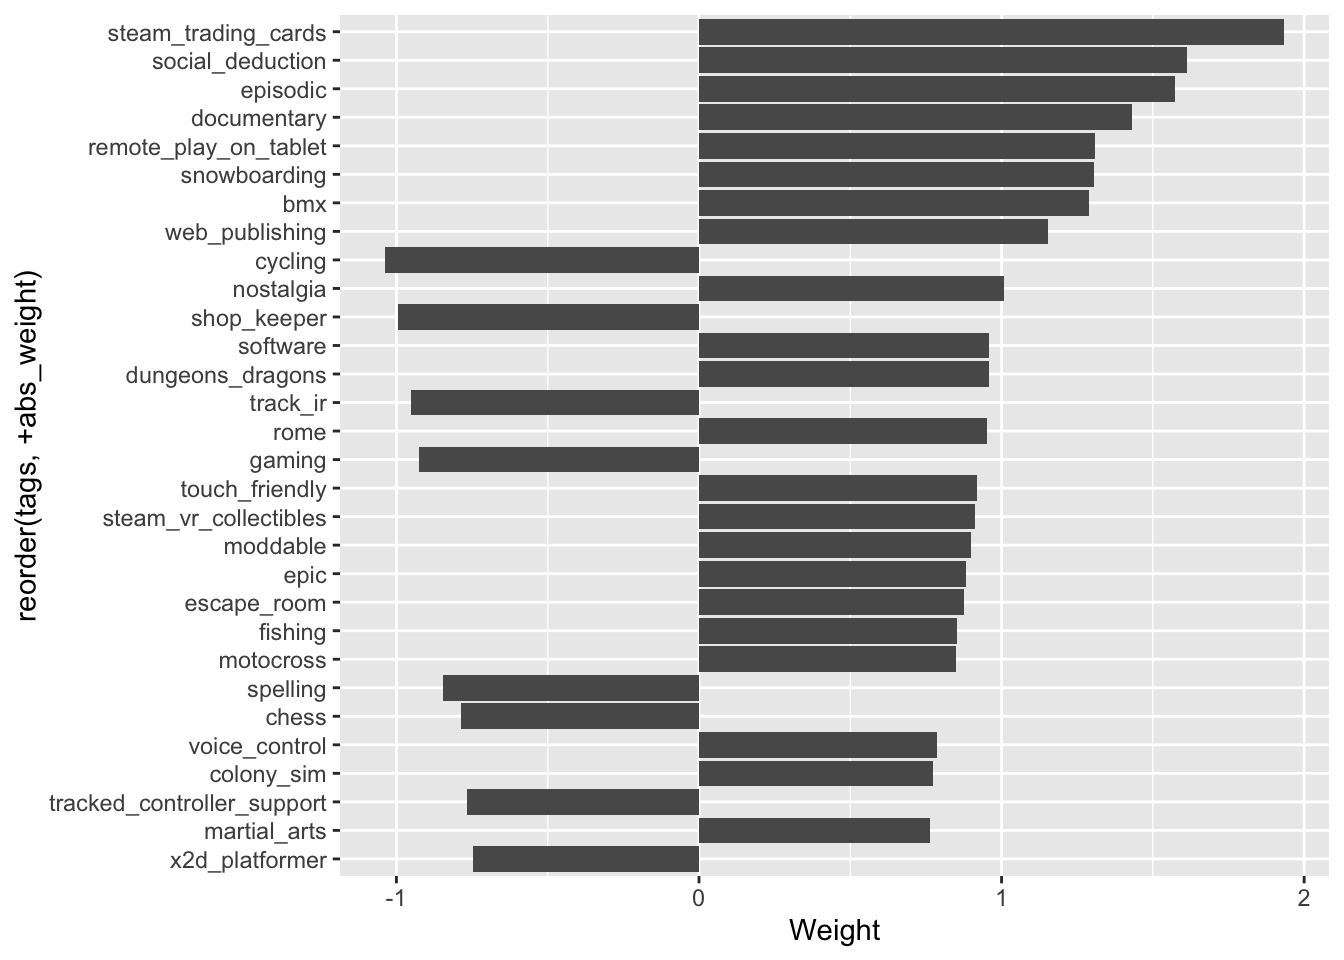 steam_trading_cards
social_deduction
episodic
documentary
remote_play_on_tablet
snowboarding
bmx
web_publishing
cycling
nostalgia
shop_keeper
software
dungeons_dragons
track_ir
rome
gaming
touch_friendly
steam_vr_collectibles
moddable
epic
escape_room
fishing
motocross
spelling
chess
voice_control
colony_sim
tracked_controller_support
martial_arts
x2d_platformer
reorder(tags, +abs_weight)
-1 0 1 2
Weight